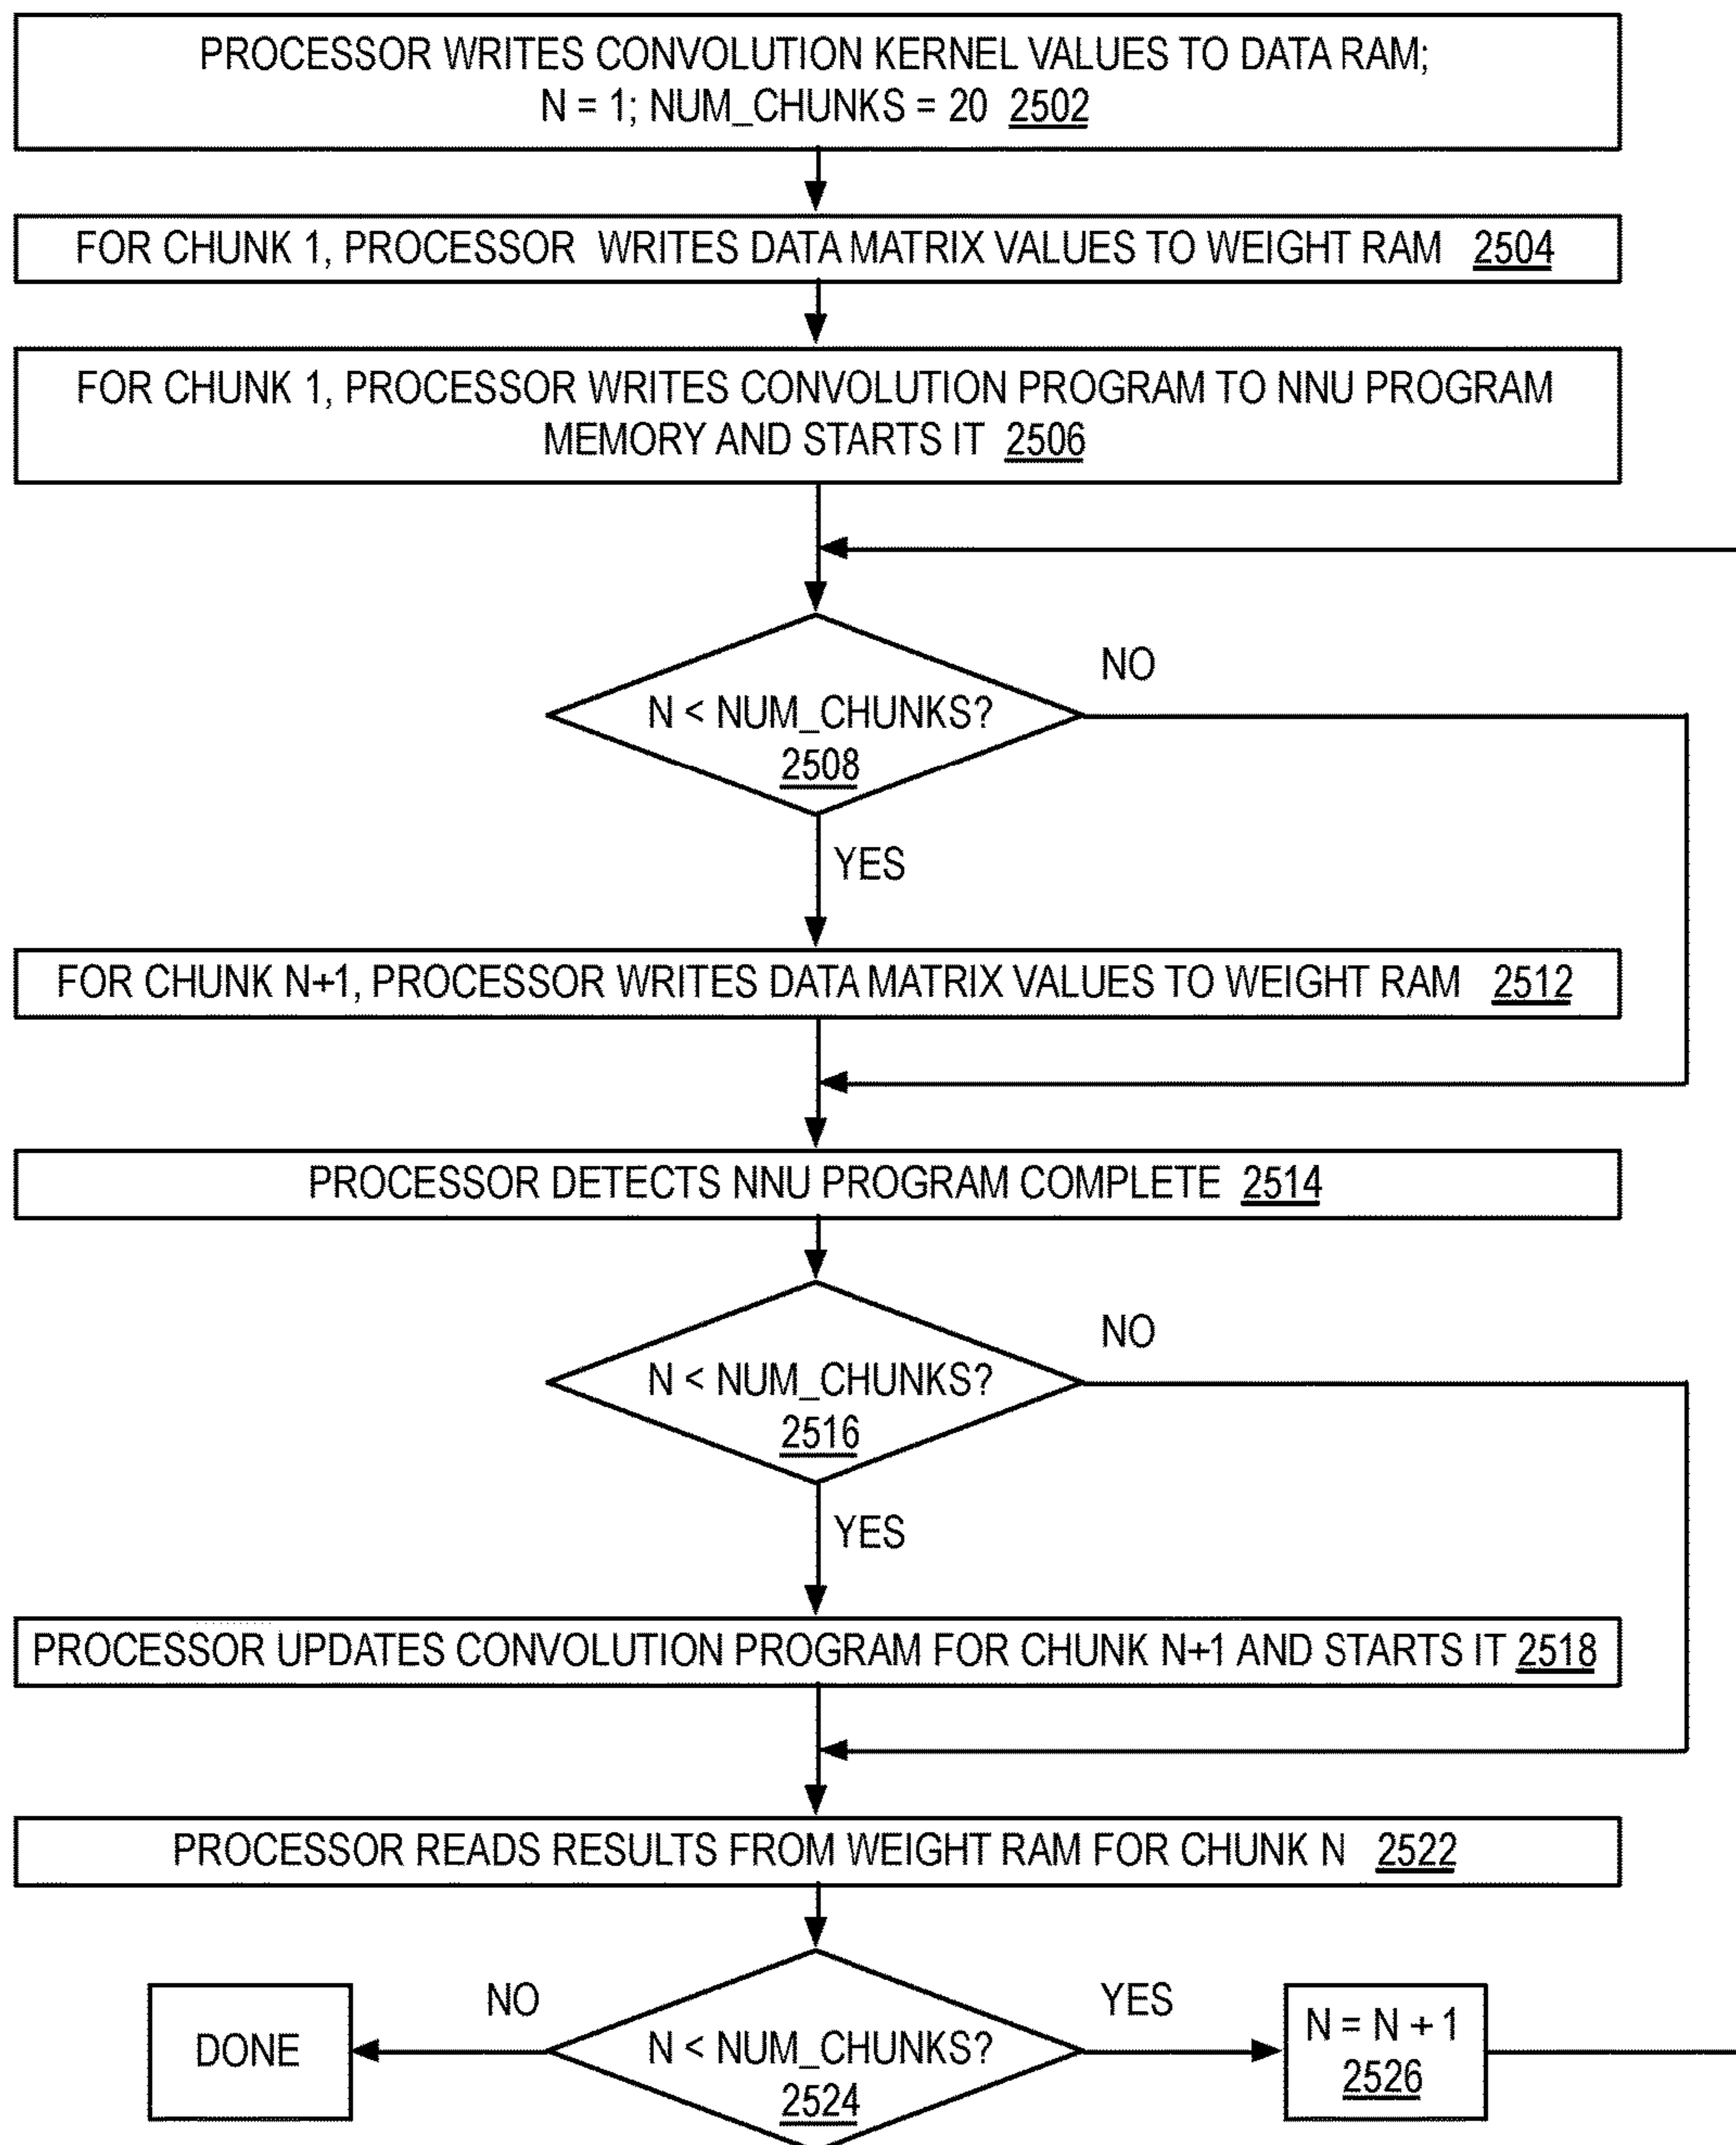 PROCESSOR WRITES CONVOLUTION KERNEL VALUES TO DATA RAM;
N = 1; NUM_CHUNKS = 20 2502
FOR CHUNK 1, PROCESSOR WRITES DATA MATRIX VALUES TO WEIGHT RAM 2504
FOR CHUNK 1, PROCESSOR WRITES CONVOLUTION PROGRAM TO NNU PROGRAM
MEMORY AND STARTS IT 2506
NO
N < NUM_CHUNKS?
2508
YES
FOR CHUNK N+1, PROCESSOR WRITES DATA MATRIX VALUES TO WEIGHT RAM 2512
PROCESSOR DETECTS NNU PROGRAM COMPLETE 2514
NO
N < NUM_CHUNKS?
2516
YES
PROCESSOR UPDATES CONVOLUTION PROGRAM FOR CHUNK N+1 AND STARTS IT 2518
PROCESSOR READS RESULTS FROM WEIGHT RAM FOR CHUNK N 2522
NO
YES
DONE
N < NUM_CHUNKS?
2524
N = N + 1
2526